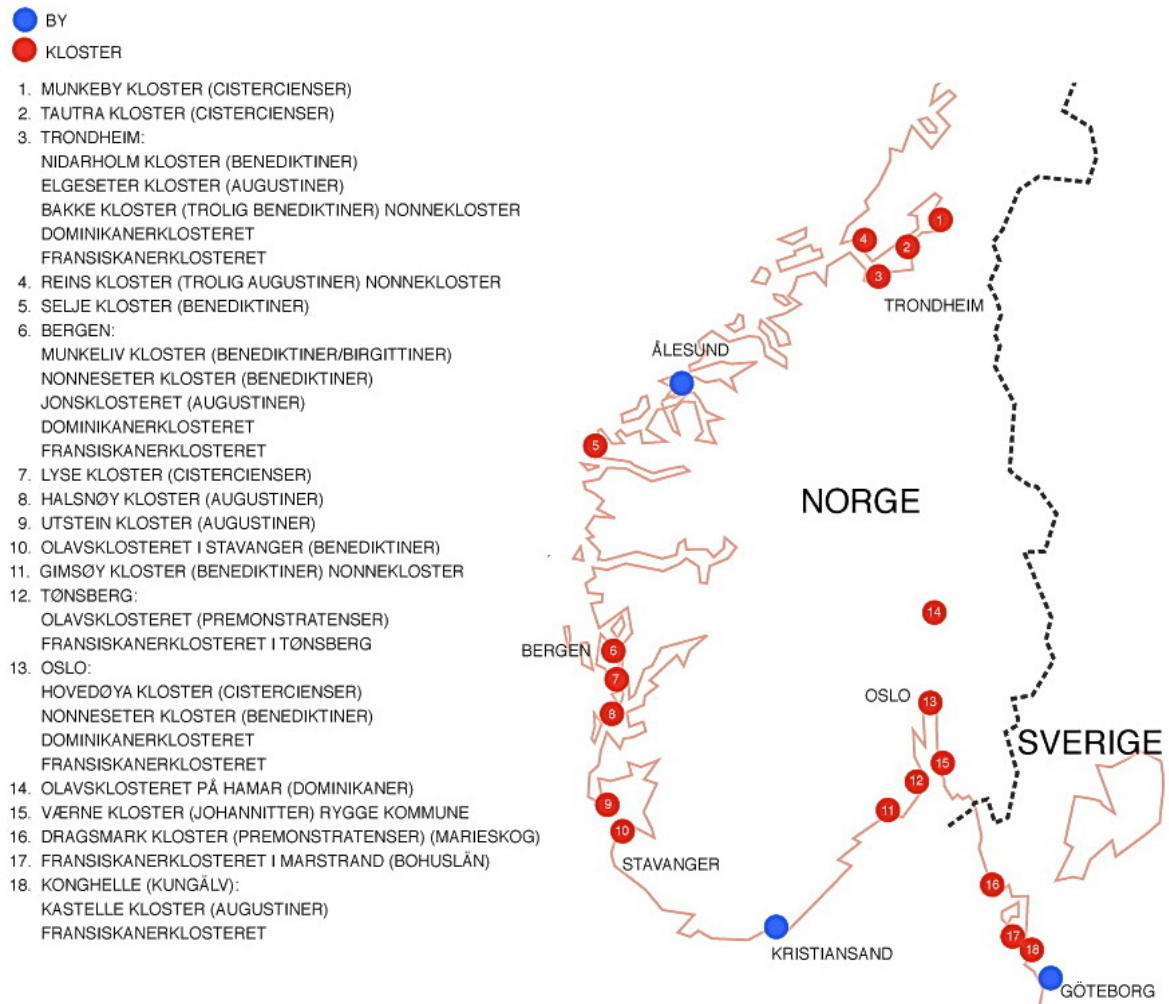 BY
KLOSTER
1. MUNKEBY KLOSTER (CISTERCIENSER)
2. TAUTRA KLOSTER (CISTERCIENSER)
3. TRONDHEIM:
NIDARHOLM KLOSTER (BENEDIKTINER)
ELGESETER KLOSTER (AUGUSTINER)
BAKKE KLOSTER (TROLIG BENEDIKTINER) NONNEKLOSTER
DOMINIKANERKLOSTERET
FRANSISKANERKLOSTERET
4. REINS KLOSTER (TROLIG AUGUSTINER) NONNEKLOSTER
5. SELJE KLOSTER (BENEDIKTINER)
6. BERGEN:
MUNKELIV KLOSTER (BENEDIKTINER/BIRGITTINER)
NONNESETER KLOSTER (BENEDIKTINER)
JONSKLOSTERET (AUGUSTINER)
DOMINIKANERKLOSTERET
FRANSISKANERKLOSTERET
7. LYSE KLOSTER (CISTERCIENSER)
8. HALSNØY KLOSTER (AUGUSTINER)
9. UTSTEIN KLOSTER (AUGUSTINER)
10. OLAVSKLOSTERET I STAVANGER (BENEDIKTINER)
11. GIMSØY KLOSTER (BENEDIKTINER) NONNEKLOSTER
12. TØNSBERG:
OLAVSKLOSTERET (PREMONSTRATENSER)
FRANSISKANERKLOSTERET I TØNSBERG
13. OSLO:
HOVEDØYA KLOSTER (CISTERCIENSER)
NONNESETER KLOSTER (BENEDIKTINER)
DOMINIKANERKLOSTERET
FRANSISKANERKLOSTERET
14. OLAVSKLOSTERET PÅ HAMAR (DOMINIKANER)
15. VÆRNE KLOSTER (JOHANNITTER) RYGGE KOMMUNE
16. DRAGSMARK KLOSTER (PREMONSTRATENSER) (MARIESKOG)
17. FRANSISKANERKLOSTERET I MARSTRAND (BOHUSLÄN)
18. KONGHELLE (KUNGÄLV):
KASTELLE KLOSTER (AUGUSTINER)
FRANSISKANERKLOSTERET
1
4
2
3
TRONDHEIM
ÅLESUND
5
NORGE
14
BERGEN
6
7
8
OSLO
13
SVERIGE
15
12
11
9
10
STAVANGER
16
KRISTIANSAND
17
18
GÖTEBORG